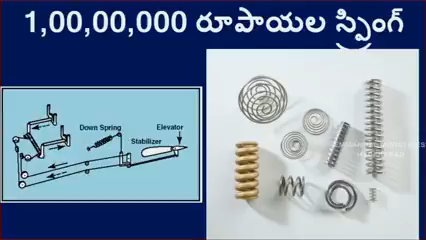 1,00,00,000 రూపాయల స్ప్రింగ్
Down Spring
Elevator
Stabilizer